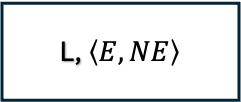 L, ⟨E, NE⟩